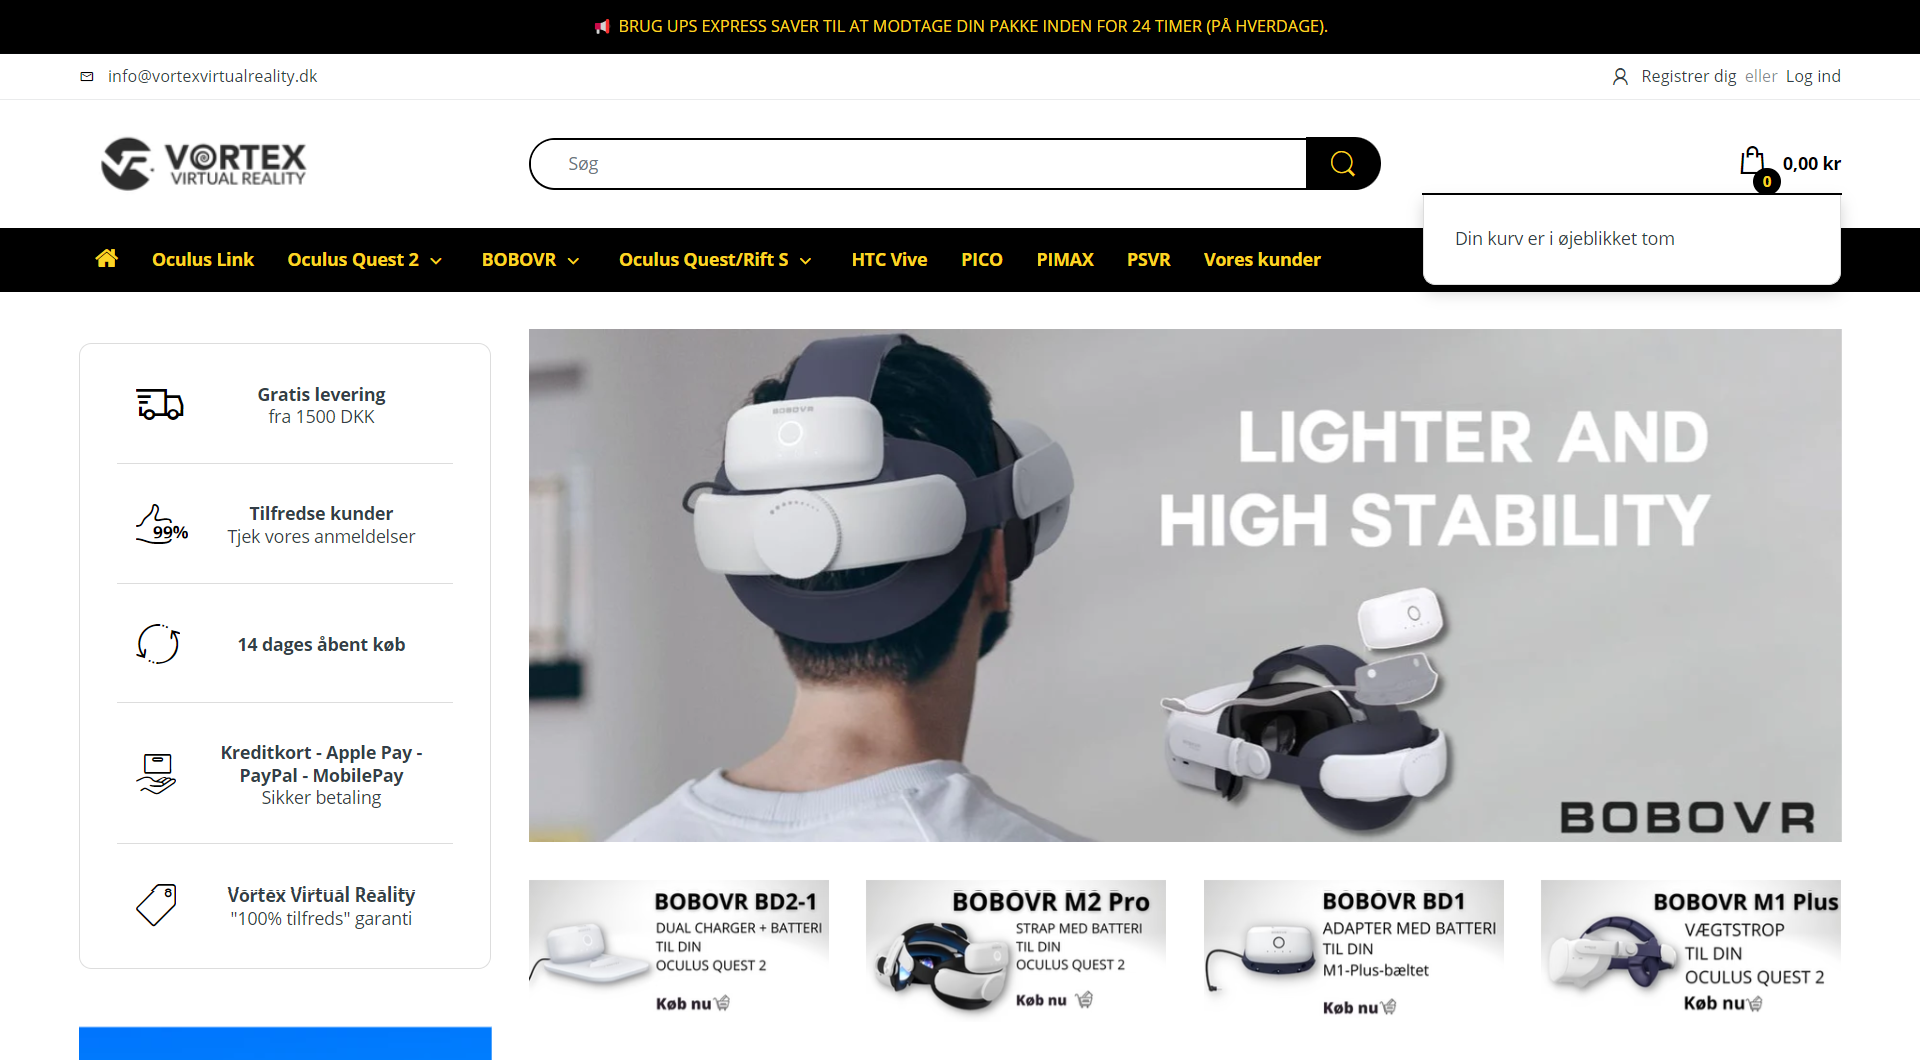 BRUG UPS EXPRESS SAVER TIL AT MODTAGE DIN PAKKE INDEN FOR 24 TIMER (PÅ HVERDAGE).
info@vortexvirtualreality.dk
Registrer dig eller Log ind
VORTEX
VIRTUAL REALITY
Søg
0,00 kr
0
Din kurv er i øjeblikket tom
Oculus Link
Oculus Quest 2
BOBOVR
Oculus Quest/Rift S
HTC Vive
PICO
PIMAX
PSVR
Vores kunder
Gratis levering
fra 1500 DKK
99%
Tilfredse kunder
Tjek vores anmeldelser
14 dages åbent køb
Kreditkort - Apple Pay -
PayPal - MobilePay
Sikker betaling
Vortex Virtual Reality
"100% tilfreds" garanti
BOBOVR
LIGHTER AND
HIGH STABILITY
BOBOVR
BOBOVR BD2-1
DUAL CHARGER + BATTERI
TIL DIN
OCULUS QUEST 2
Køb nu
BOBOVR M2 Pro
STRAP MED BATTERI
TIL DIN
OCULUS QUEST 2
Køb nu
BOBOVR BD1
ADAPTER MED BATTERI
TIL DIN
M1-Plus-bæltet
Køb nu
BOBOVR M1 Plus
VÆGTSTROP
TIL DIN
OCULUS QUEST 2
Køb nu